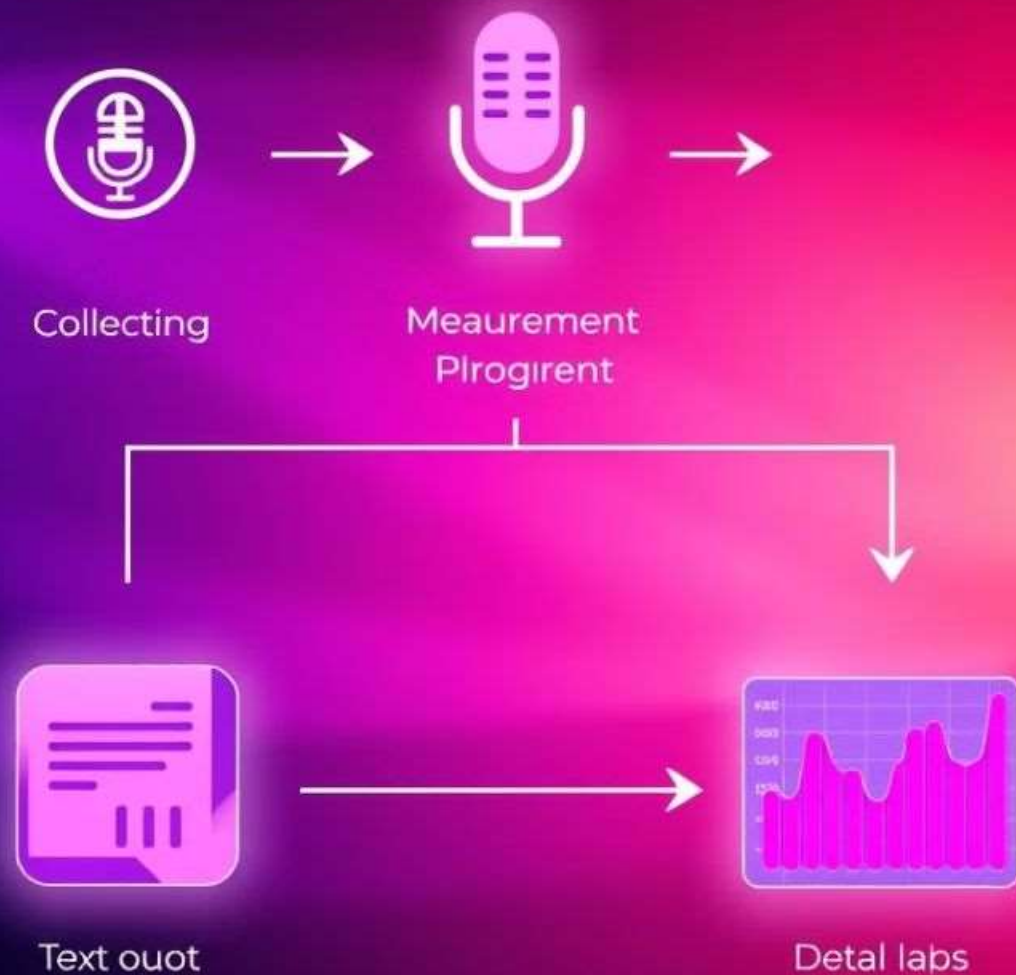 Collecting
Meaurement
Plrogirent
Text ouot
Detal labs